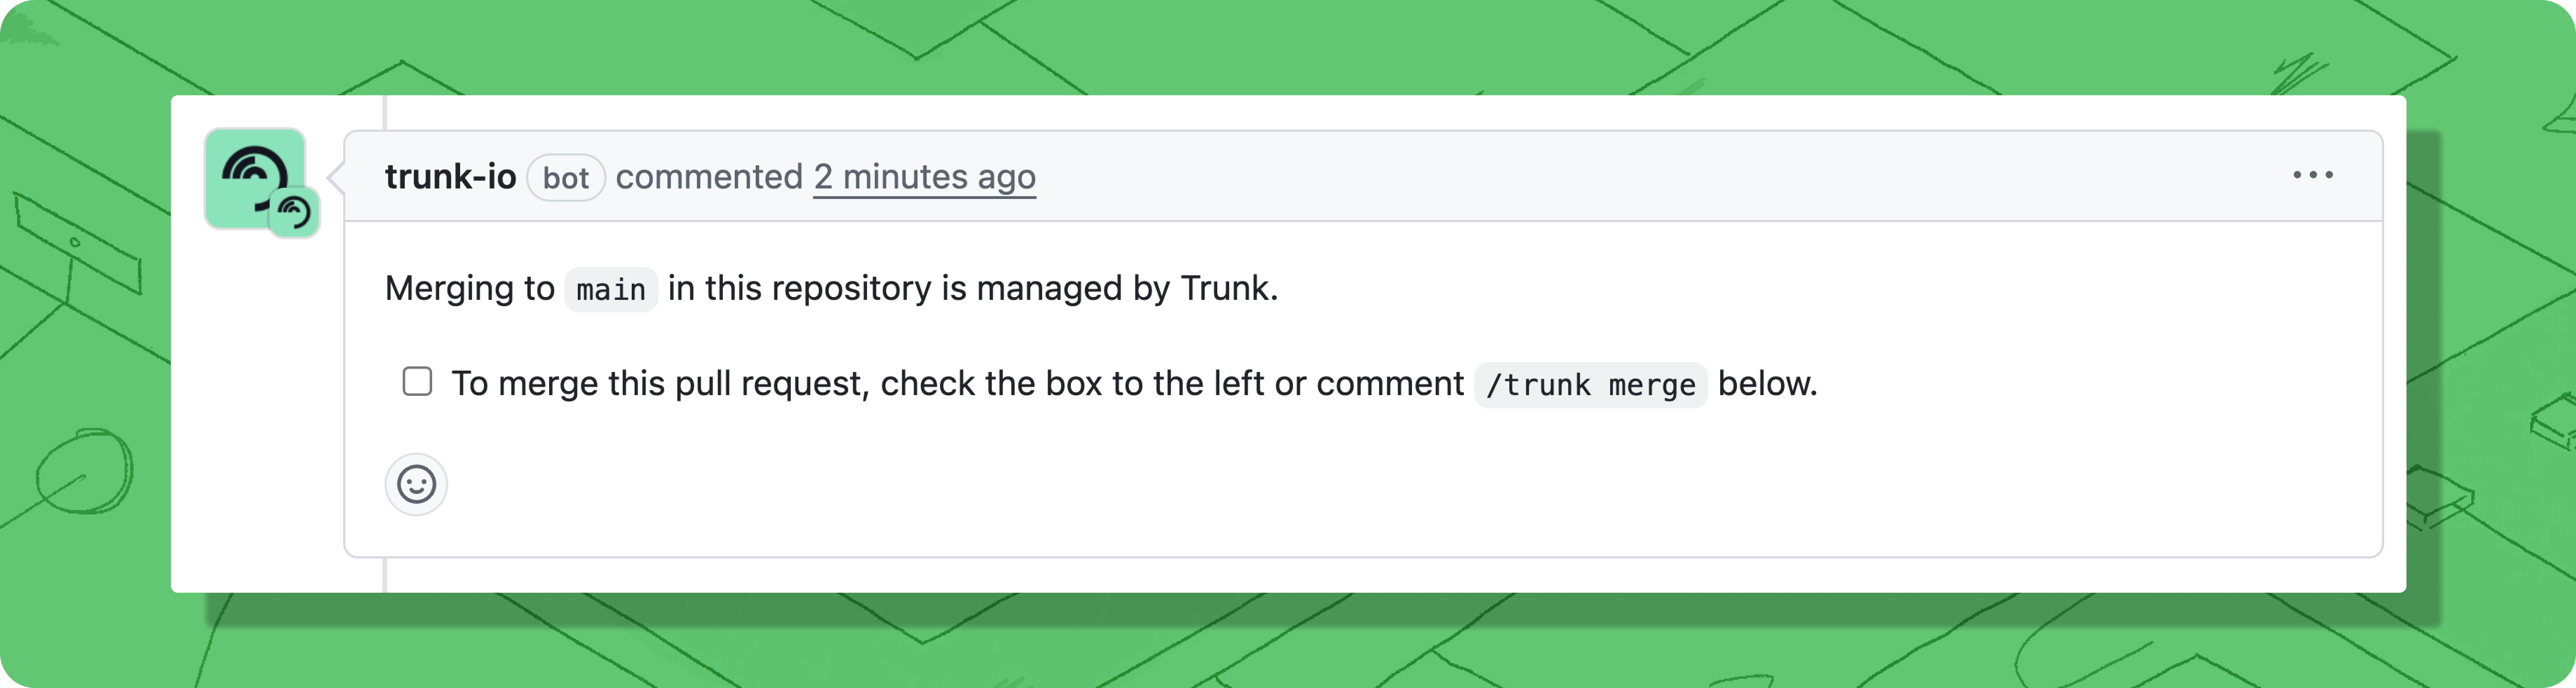 trunk-io bot commented 2 minutes ago
Merging to main in this repository is managed by Trunk.
To merge this pull request, check the box to the left or comment /trunk merge below.